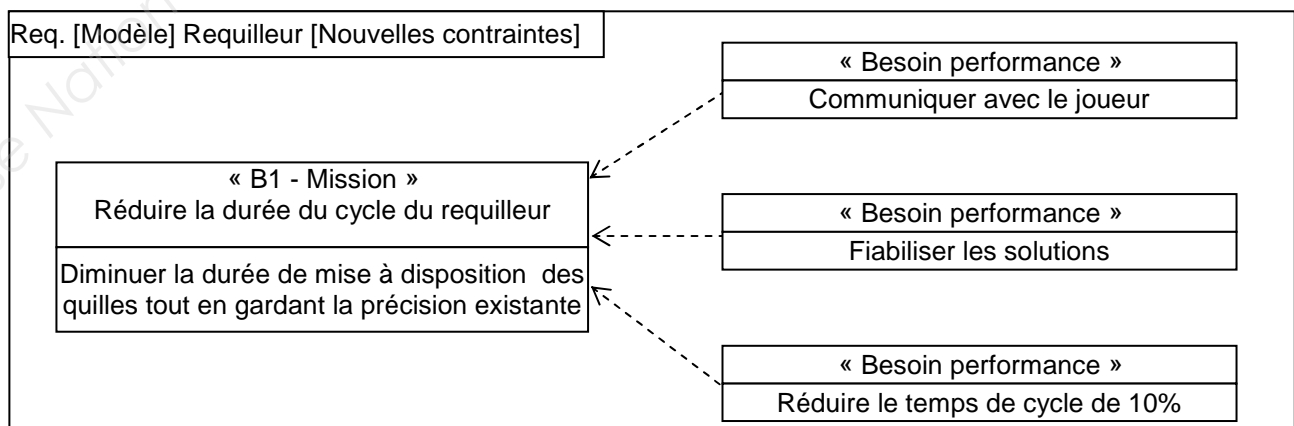 Req. [Modèle] Requilleur [Nouvelles contraintes]
« Besoin performance »
Communiquer avec le joueur
« B1 - Mission »
Réduire la durée du cycle du requilleur
Diminuer la durée de mise à disposition des
quilles tout en gardant la précision existante
« Besoin performance »
Fiabiliser les solutions
« Besoin performance »
Réduire le temps de cycle de 10%